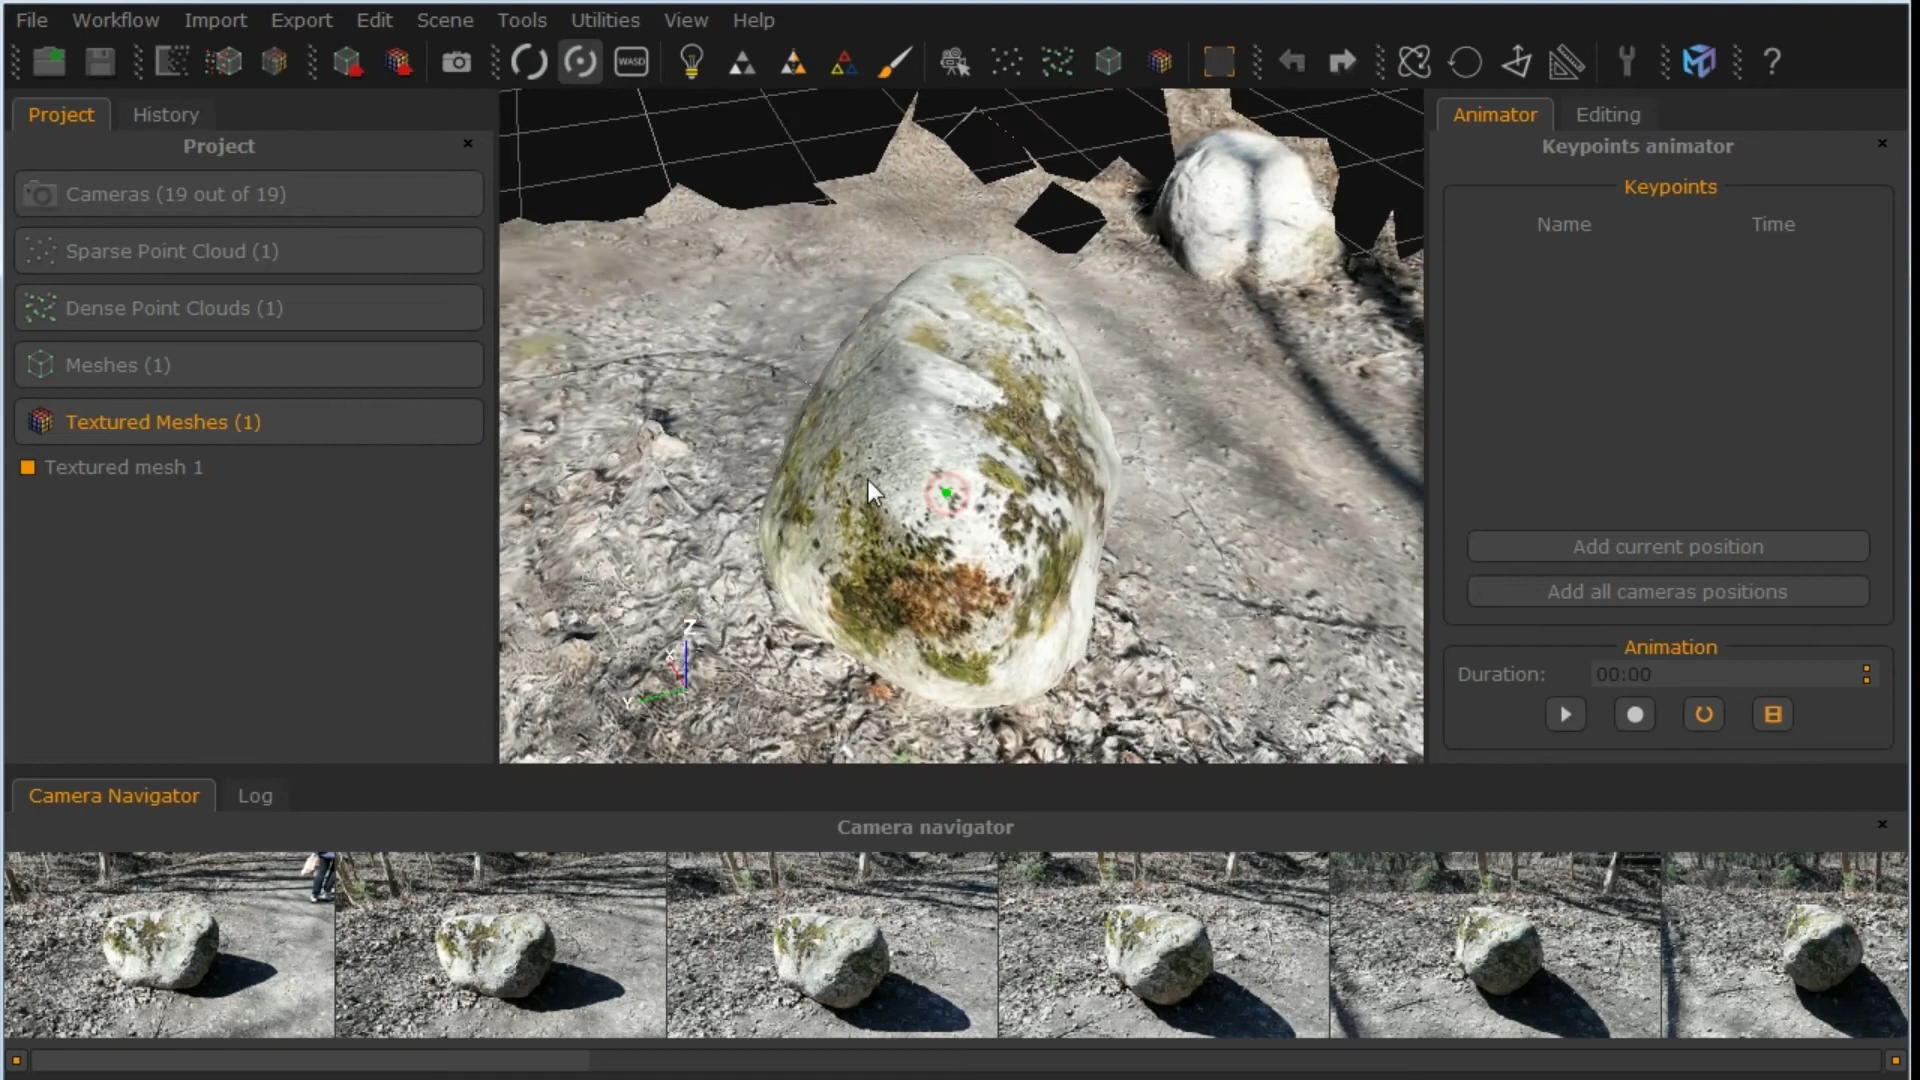 File Workflow Import Export Edit Scene Tools Utilities View Help
WASD
Project History
Project
Cameras (19 out of 19)
Sparse Point Cloud (1)
Dense Point Clouds (1)
Meshes (1)
Textured Meshes (1)
Textured mesh 1
Z
X
Y
Animator Editing
Keypoints animator
Keypoints
Name Time
Add current position
Add all cameras positions
Animation
Duration: 00:00
Camera Navigator Log
Camera navigator